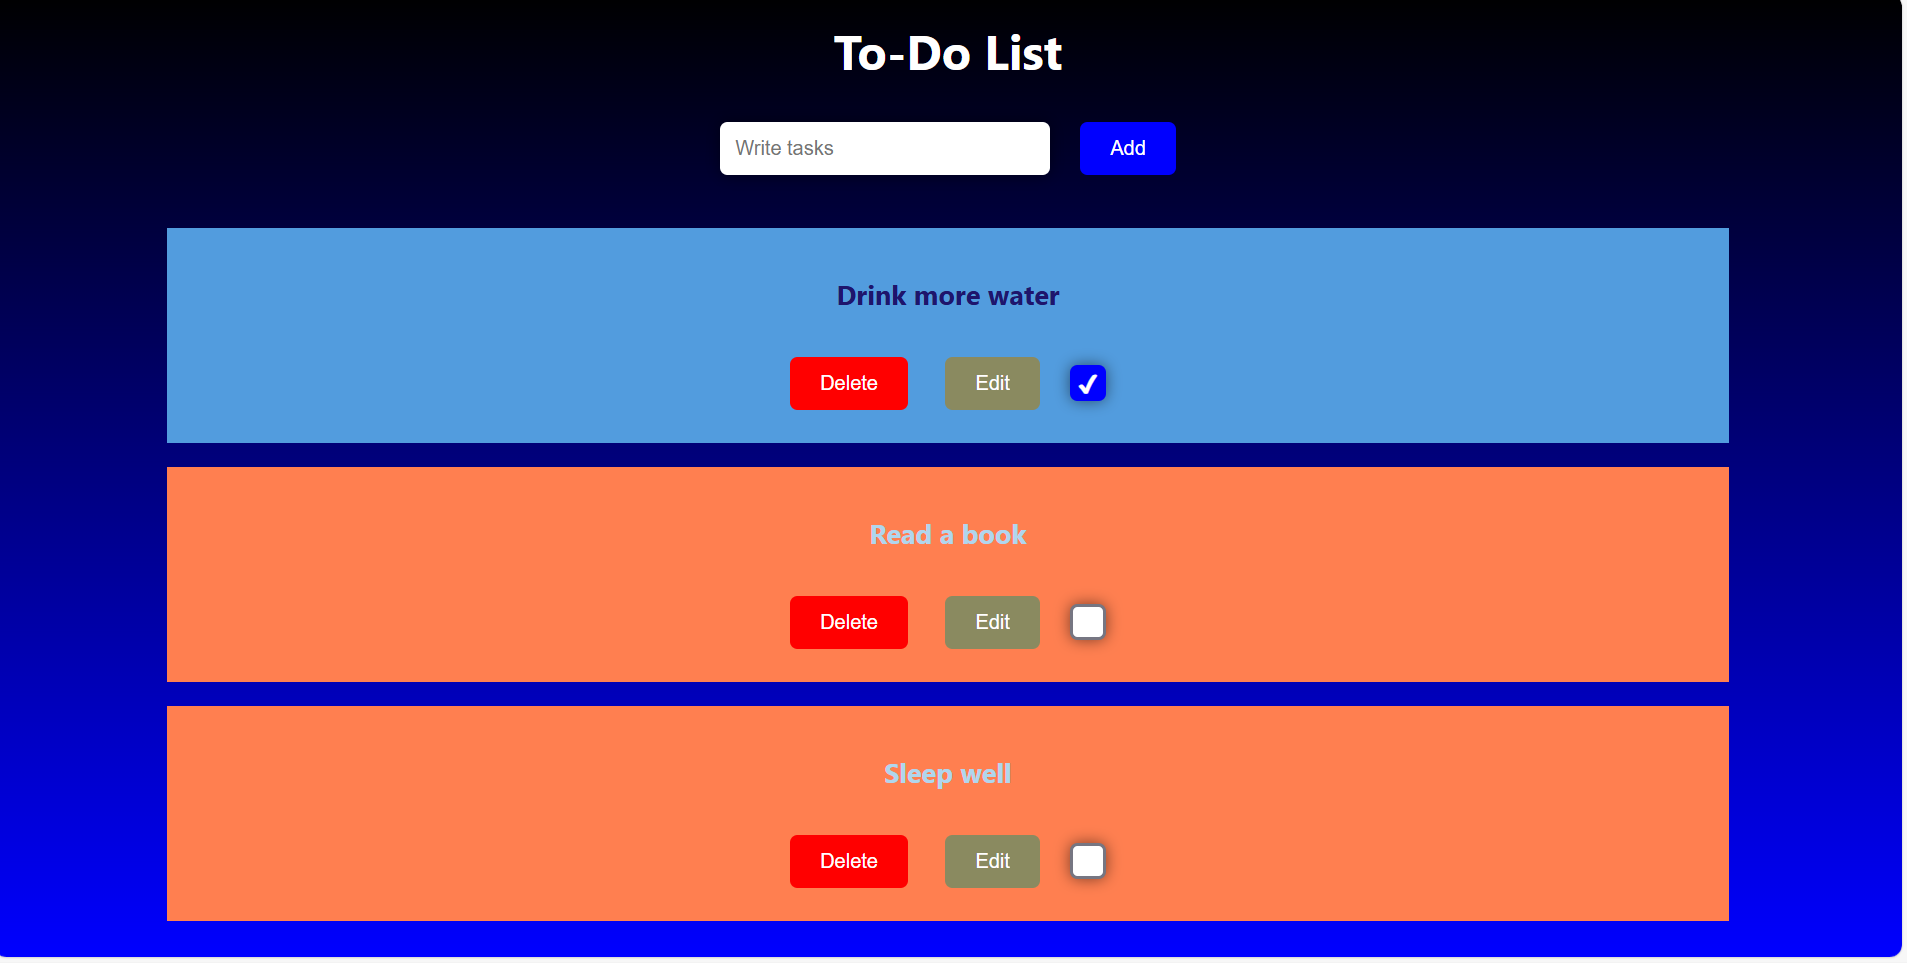 To-Do List
Write tasks Add
Drink more water
Delete Edit
Read a book
Delete Edit
Sleep well
Delete Edit